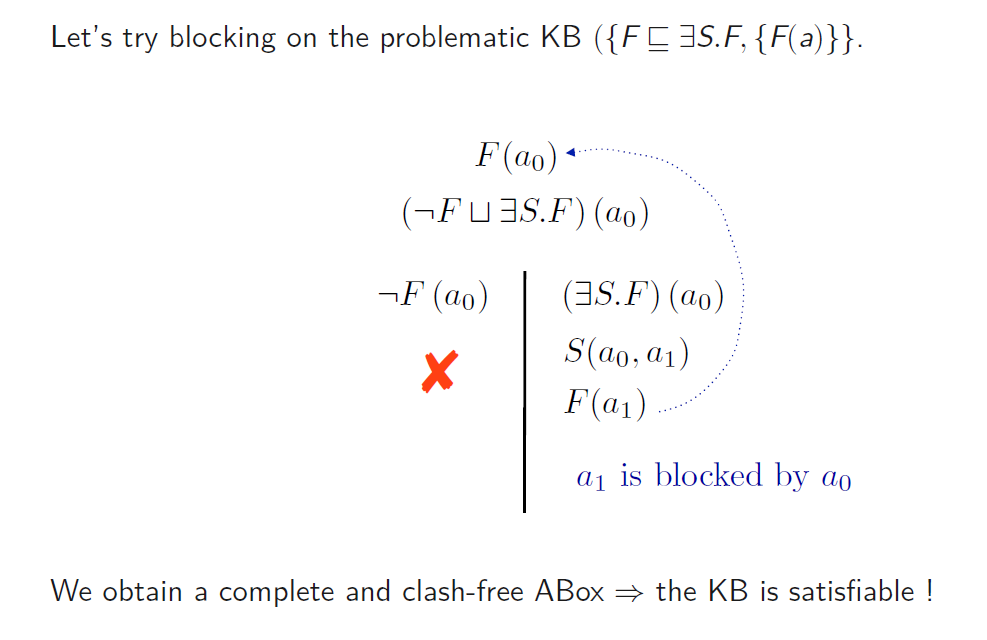 Let's try blocking on the problematic KB ({F ⊑ ∃S.F, {F(a)}}.
F(a₀)
(¬F ⊔ ∃S.F) (a₀)
¬F (a₀)
(∃S.F) (a₀)
✘
S(a₀, a₁)
F(a₁)
a₁ is blocked by a₀
We obtain a complete and clash-free ABox ⇒ the KB is satisfiable !